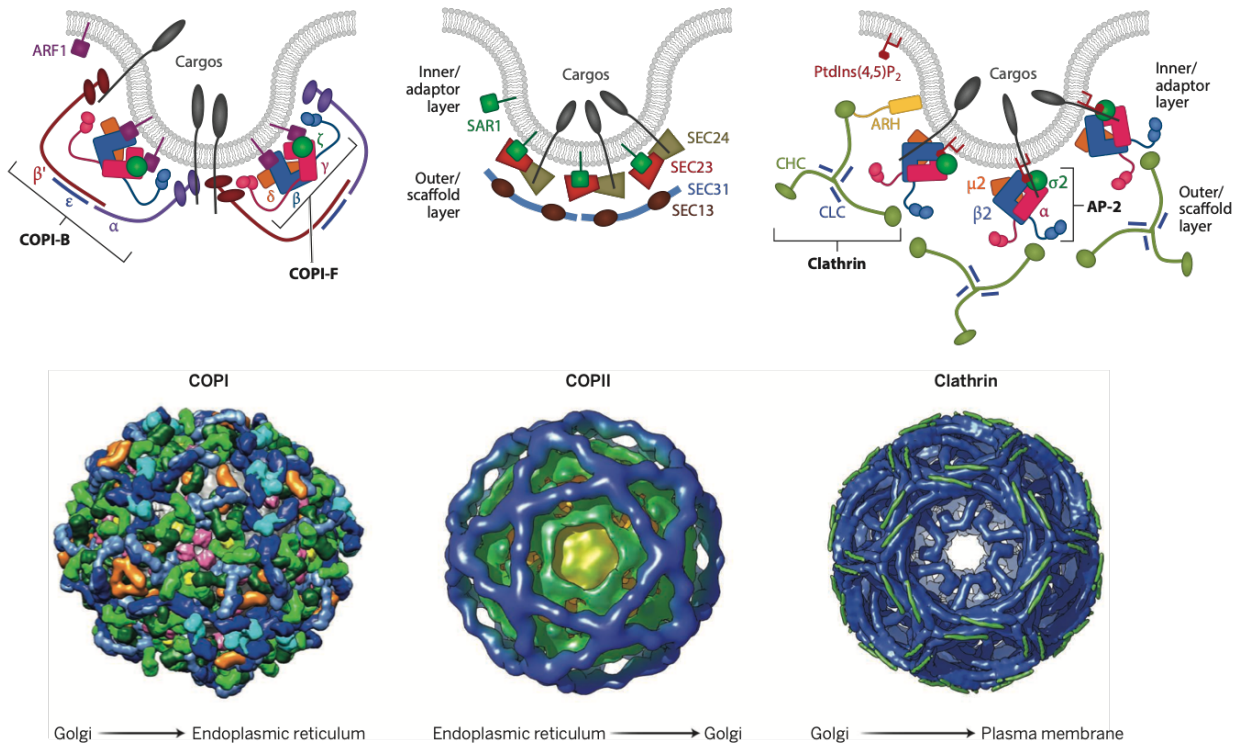 ARF1
Cargos
ζ
γ
β
δ
β'
ε
α
COPI-B
COPI-F
Inner/
adaptor
layer
Cargos
SAR1
SEC24
SEC23
SEC31
SEC13
Outer/
scaffold
layer
PtdIns(4,5)P2
Cargos
Inner/
adaptor
layer
ARH
CHC
CLC
μ2
σ2
β2
α
AP-2
Clathrin
Outer/
scaffold
layer
COPI
COPII
Clathrin
Golgi
Endoplasmic reticulum
Endoplasmic reticulum
Golgi
Golgi
Plasma membrane